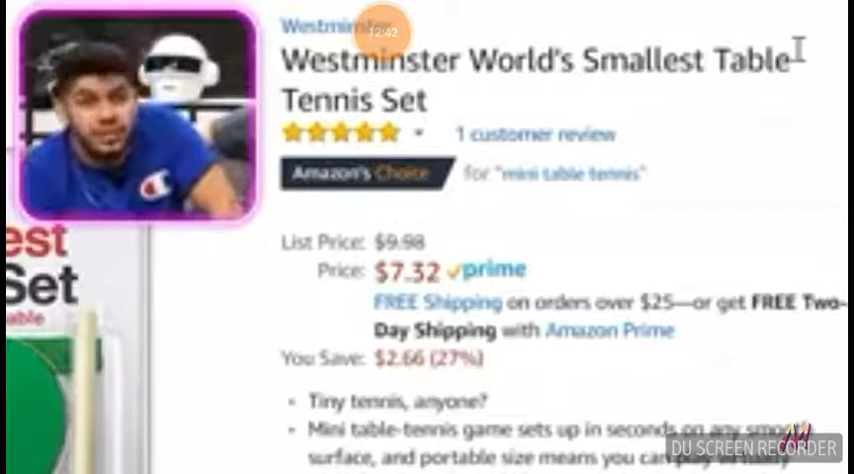 Westminster
12:42
Westminster World's Smallest Table
Tennis Set
1 customer review
Amazon's Choice for "mini table tennis"
List Price: $9.98
Price: $7.32 prime
FREE Shipping on orders over $25—or get FREE Two-
Day Shipping with Amazon Prime
You Save: $2.66 (27%)
• Tiny tennis, anyone?
• Mini table-tennis game sets up in seconds on any smooth
surface, and portable size means you can
est
Set
able
DU SCREEN RECORDER